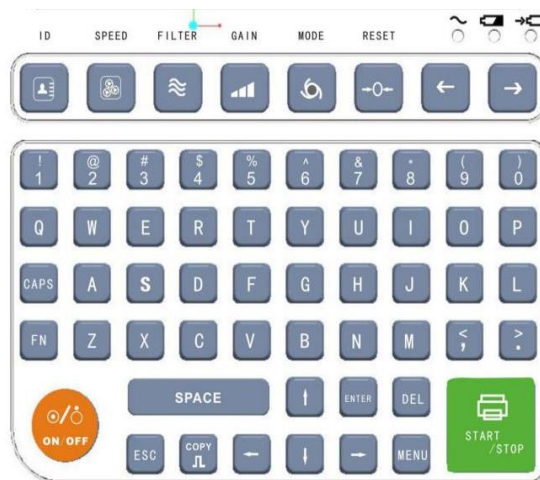 ID SPEED FILTER GAIN MODE RESET
! @ # $ % ^ & * ( )
1 2 3 4 5 6 7 8 9 0
Q W E R T Y U I O P
CAPS A S D F G H J K L
FN Z X C V B N M < >
; .
SPACE ENTER DEL
ON/OFF
START
/STOP
ESC COPY MENU